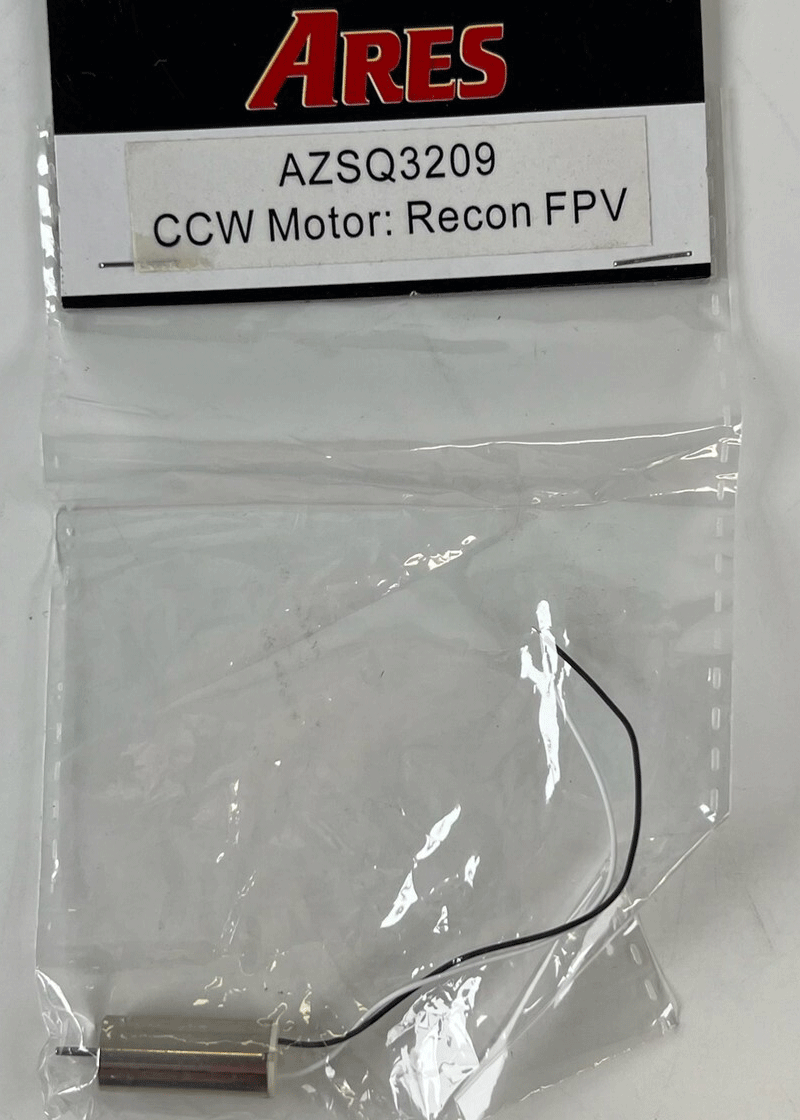 ARES
AZSQ3209
CCW Motor: Recon FPV